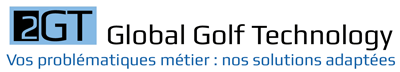 2GT Global Golf Technology
Vos problématiques métier : nos solutions adaptées